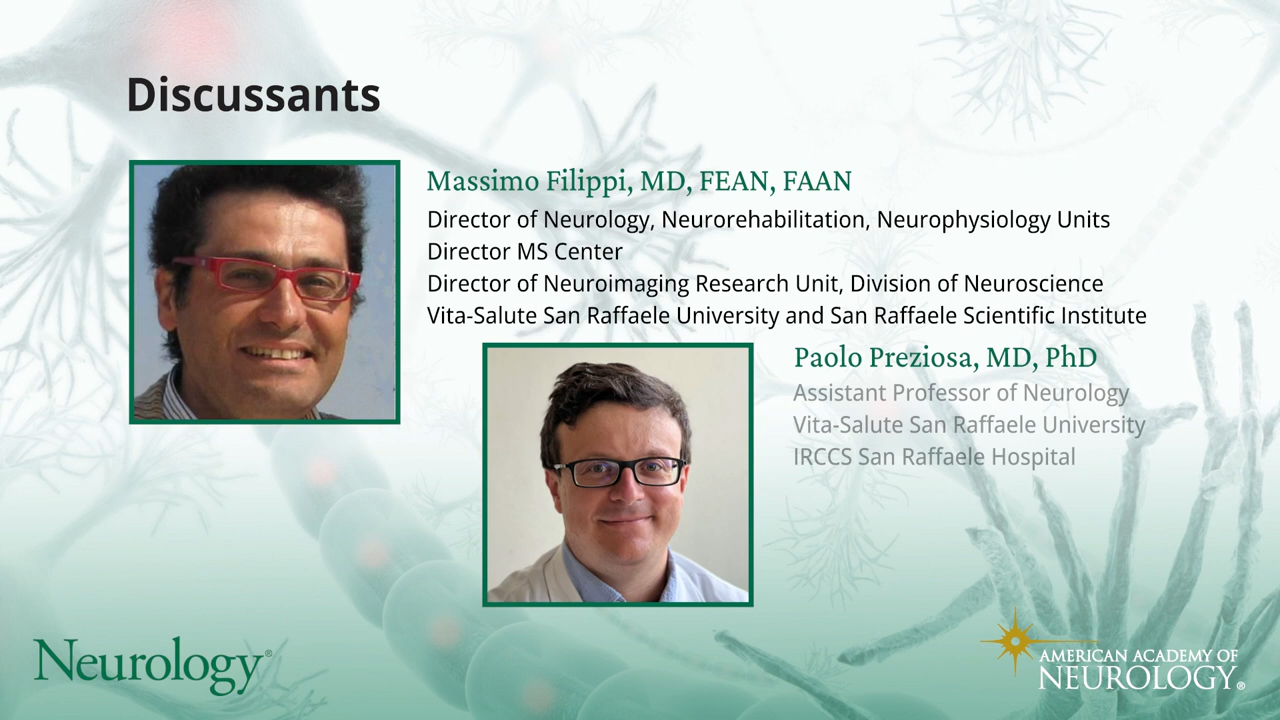 Discussants
Massimo Filippi, MD, FEAN, FAAN
Director of Neurology, Neurorehabilitation, Neurophysiology Units
Director MS Center
Director of Neuroimaging Research Unit, Division of Neuroscience
Vita-Salute San Raffaele University and San Raffaele Scientific Institute
Paolo Preziosa, MD, PhD
Assistant Professor of Neurology
Vita-Salute San Raffaele University
IRCCS San Raffaele Hospital
Neurology®
AMERICAN ACADEMY OF
NEUROLOGY®